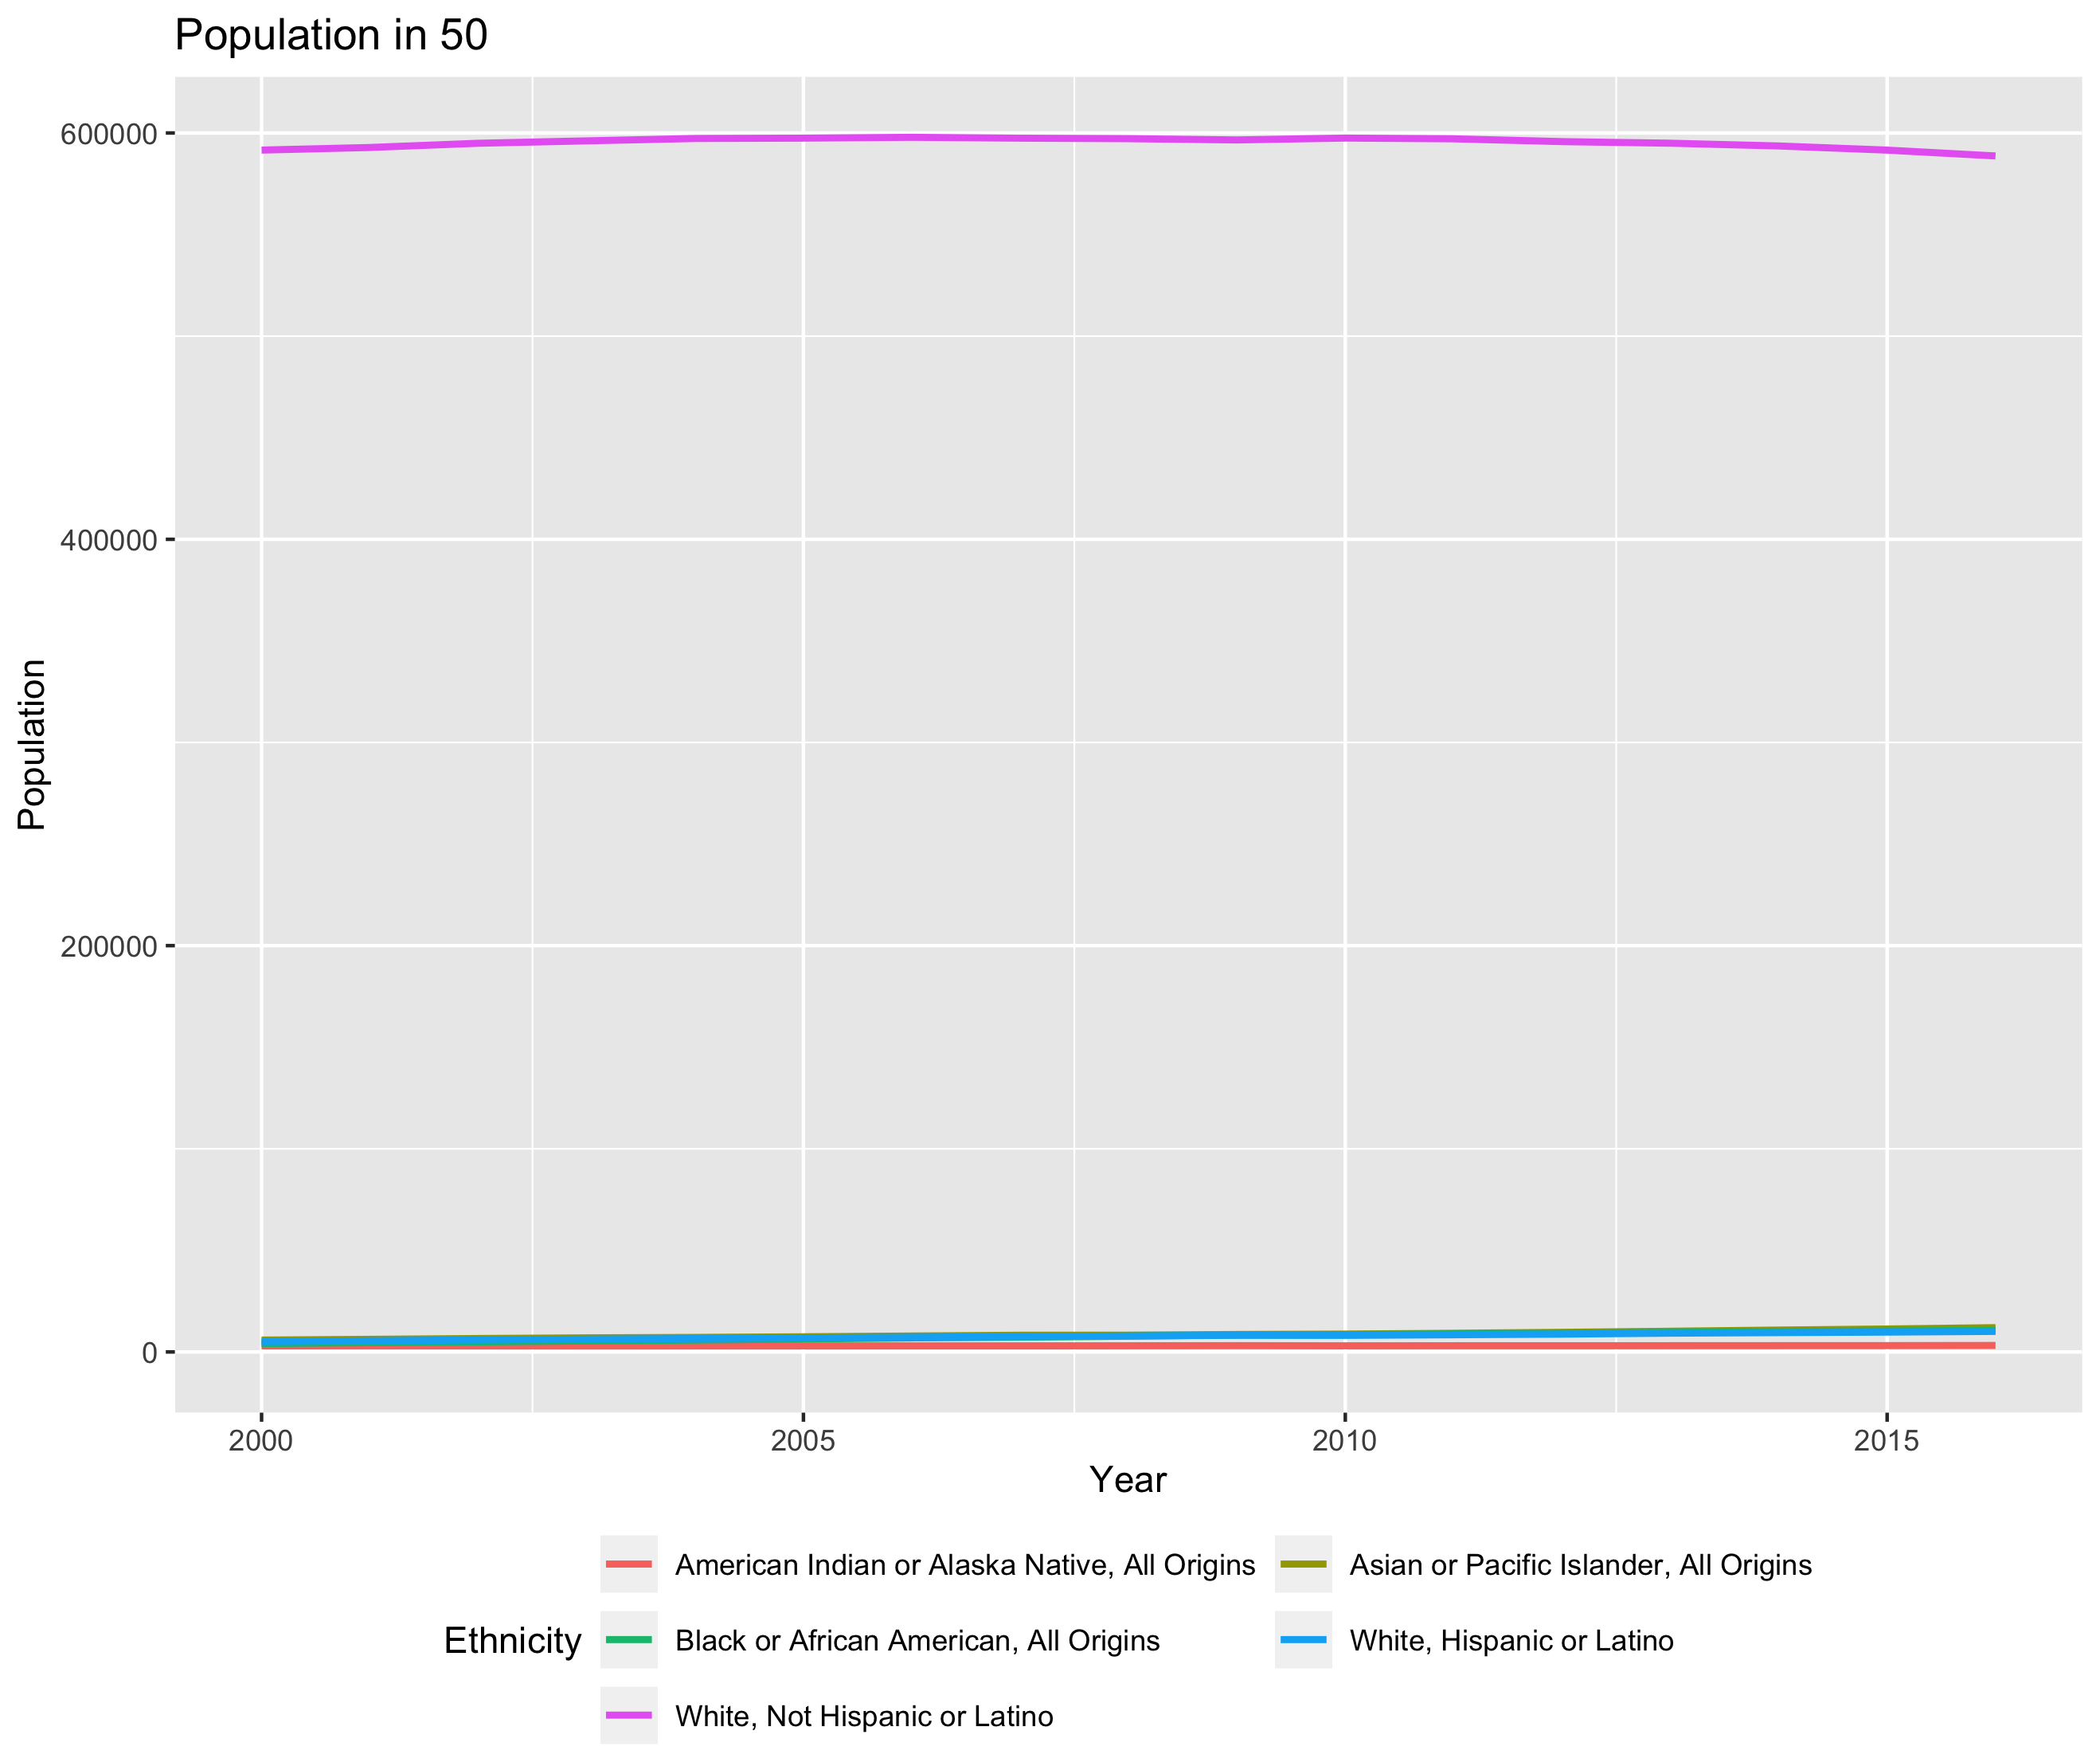 Population in 50
600000
400000
200000
0
Population
2000 2005 2010 2015
Year
Ethnicity
American Indian or Alaska Native, All Origins
Asian or Pacific Islander, All Origins
Black or African American, All Origins
White, Hispanic or Latino
White, Not Hispanic or Latino